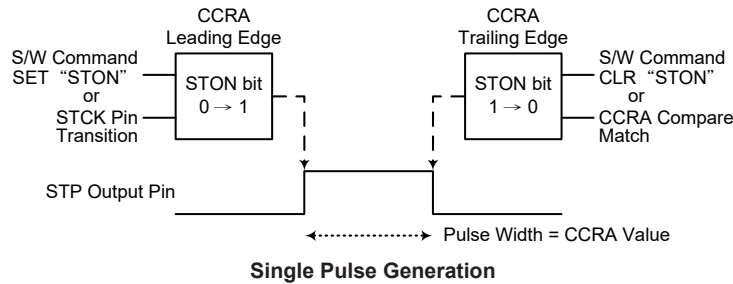 CCRA
Leading Edge
CCRA
Trailing Edge
S/W Command
SET “STON”
or
STCK Pin
Transition
STON bit
0 → 1
STON bit
1 → 0
S/W Command
CLR “STON”
or
CCRA Compare
Match
STP Output Pin
Pulse Width = CCRA Value
Single Pulse Generation